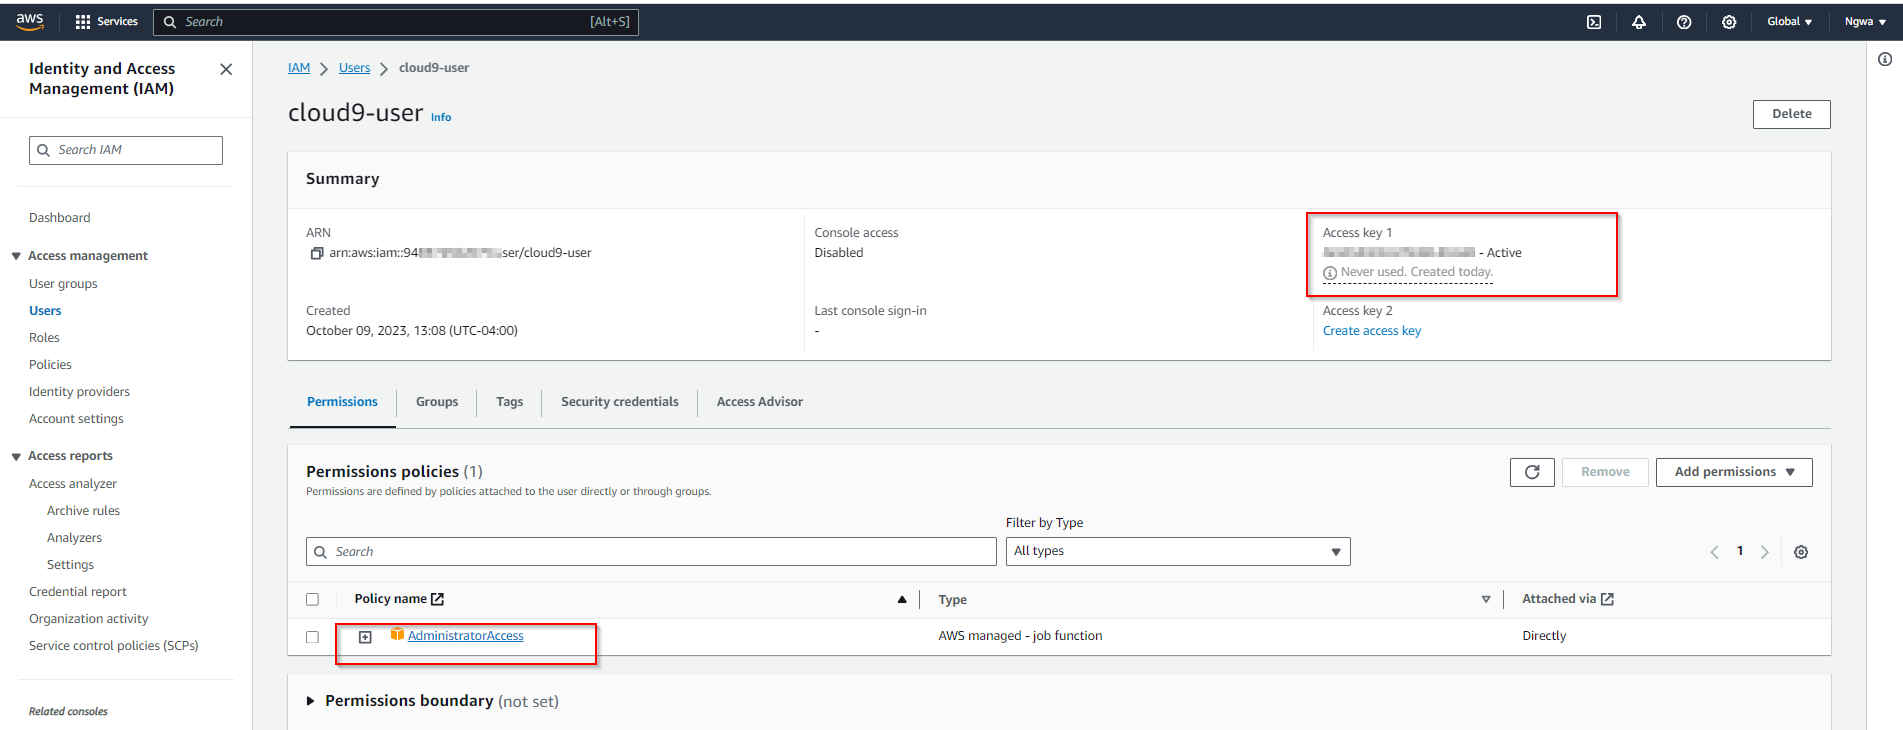 aws Services Search [Alt+S] Global Ngwa
Identity and Access Management (IAM)
Search IAM
Dashboard
Access management
User groups
Users
Roles
Policies
Identity providers
Account settings
Access reports
Access analyzer
Archive rules
Analyzers
Settings
Credential report
Organization activity
Service control policies (SCPs)
Related consoles
IAM > Users > cloud9-user
cloud9-user Info
Delete
Summary
ARN
arn:aws:iam::94 ser/cloud9-user
Created
October 09, 2023, 13:08 (UTC-04:00)
Console access
Disabled
Last console sign-in
-
Access key 1
- Active
Never used. Created today.
Access key 2
Create access key
Permissions Groups Tags Security credentials Access Advisor
Permissions policies (1)
Permissions are defined by policies attached to the user directly or through groups.
Remove Add permissions
Filter by Type
Search All types 1
Policy name Type Attached via
AdministratorAccess AWS managed - job function Directly
Permissions boundary (not set)